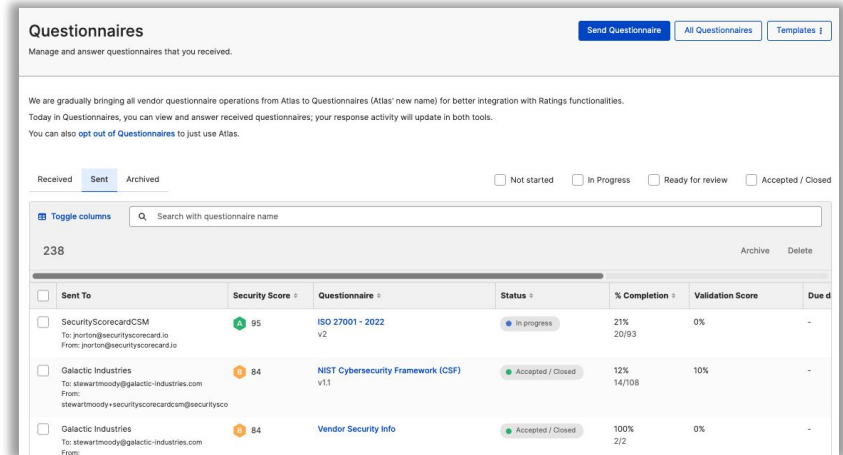 Questionnaires
Send Questionnaire
All Questionnaires
Templates
Manage and answer questionnaires that you received.
We are gradually bringing all vendor questionnaire operations from Atlas to Questionnaires (Atlas' new name) for better integration with Ratings functionalities.
Today in Questionnaires, you can view and answer received questionnaires; your response activity will update in both tools.
You can also opt out of Questionnaires to just use Atlas.
Received Sent Archived
Not started In Progress Ready for review Accepted / Closed
Toggle columns Search with questionnaire name
238 Archive Delete
Sent To Security Score Questionnaire Status % Completion Validation Score Due d
SecurityScorecardCSM A 95 ISO 27001 - 2022 In progress 21% 0% -
To: jnorton@securityscorecard.io v2 20/93
From: jnorton@securityscorecard.io
Galactic Industries B 84 NIST Cybersecurity Framework (CSF) Accepted / Closed 12% 10% -
To: stewartmoody@galactic-industries.com v1.1 14/108
From:
stewartmoody+securityscorecardcsm@securitysco
Galactic Industries B 84 Vendor Security Info Accepted / Closed 100% 0% -
To: stewartmoody@galactic-industries.com 2/2
From: